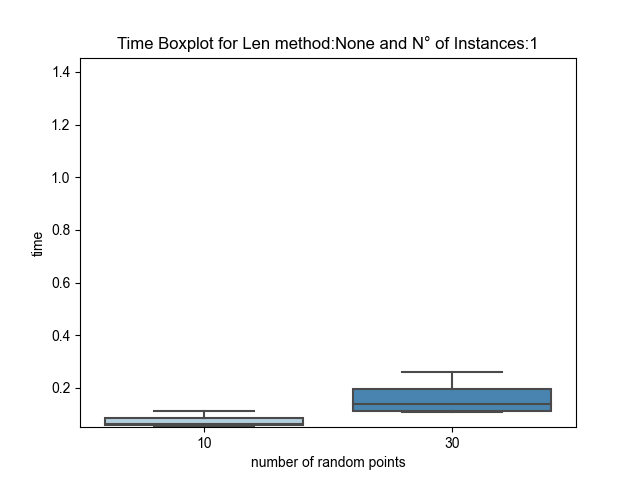 Time Boxplot for Len method:None and N° of Instances:1
1.4
1.2
1.0
0.8
0.6
0.4
0.2
time
10 30
number of random points